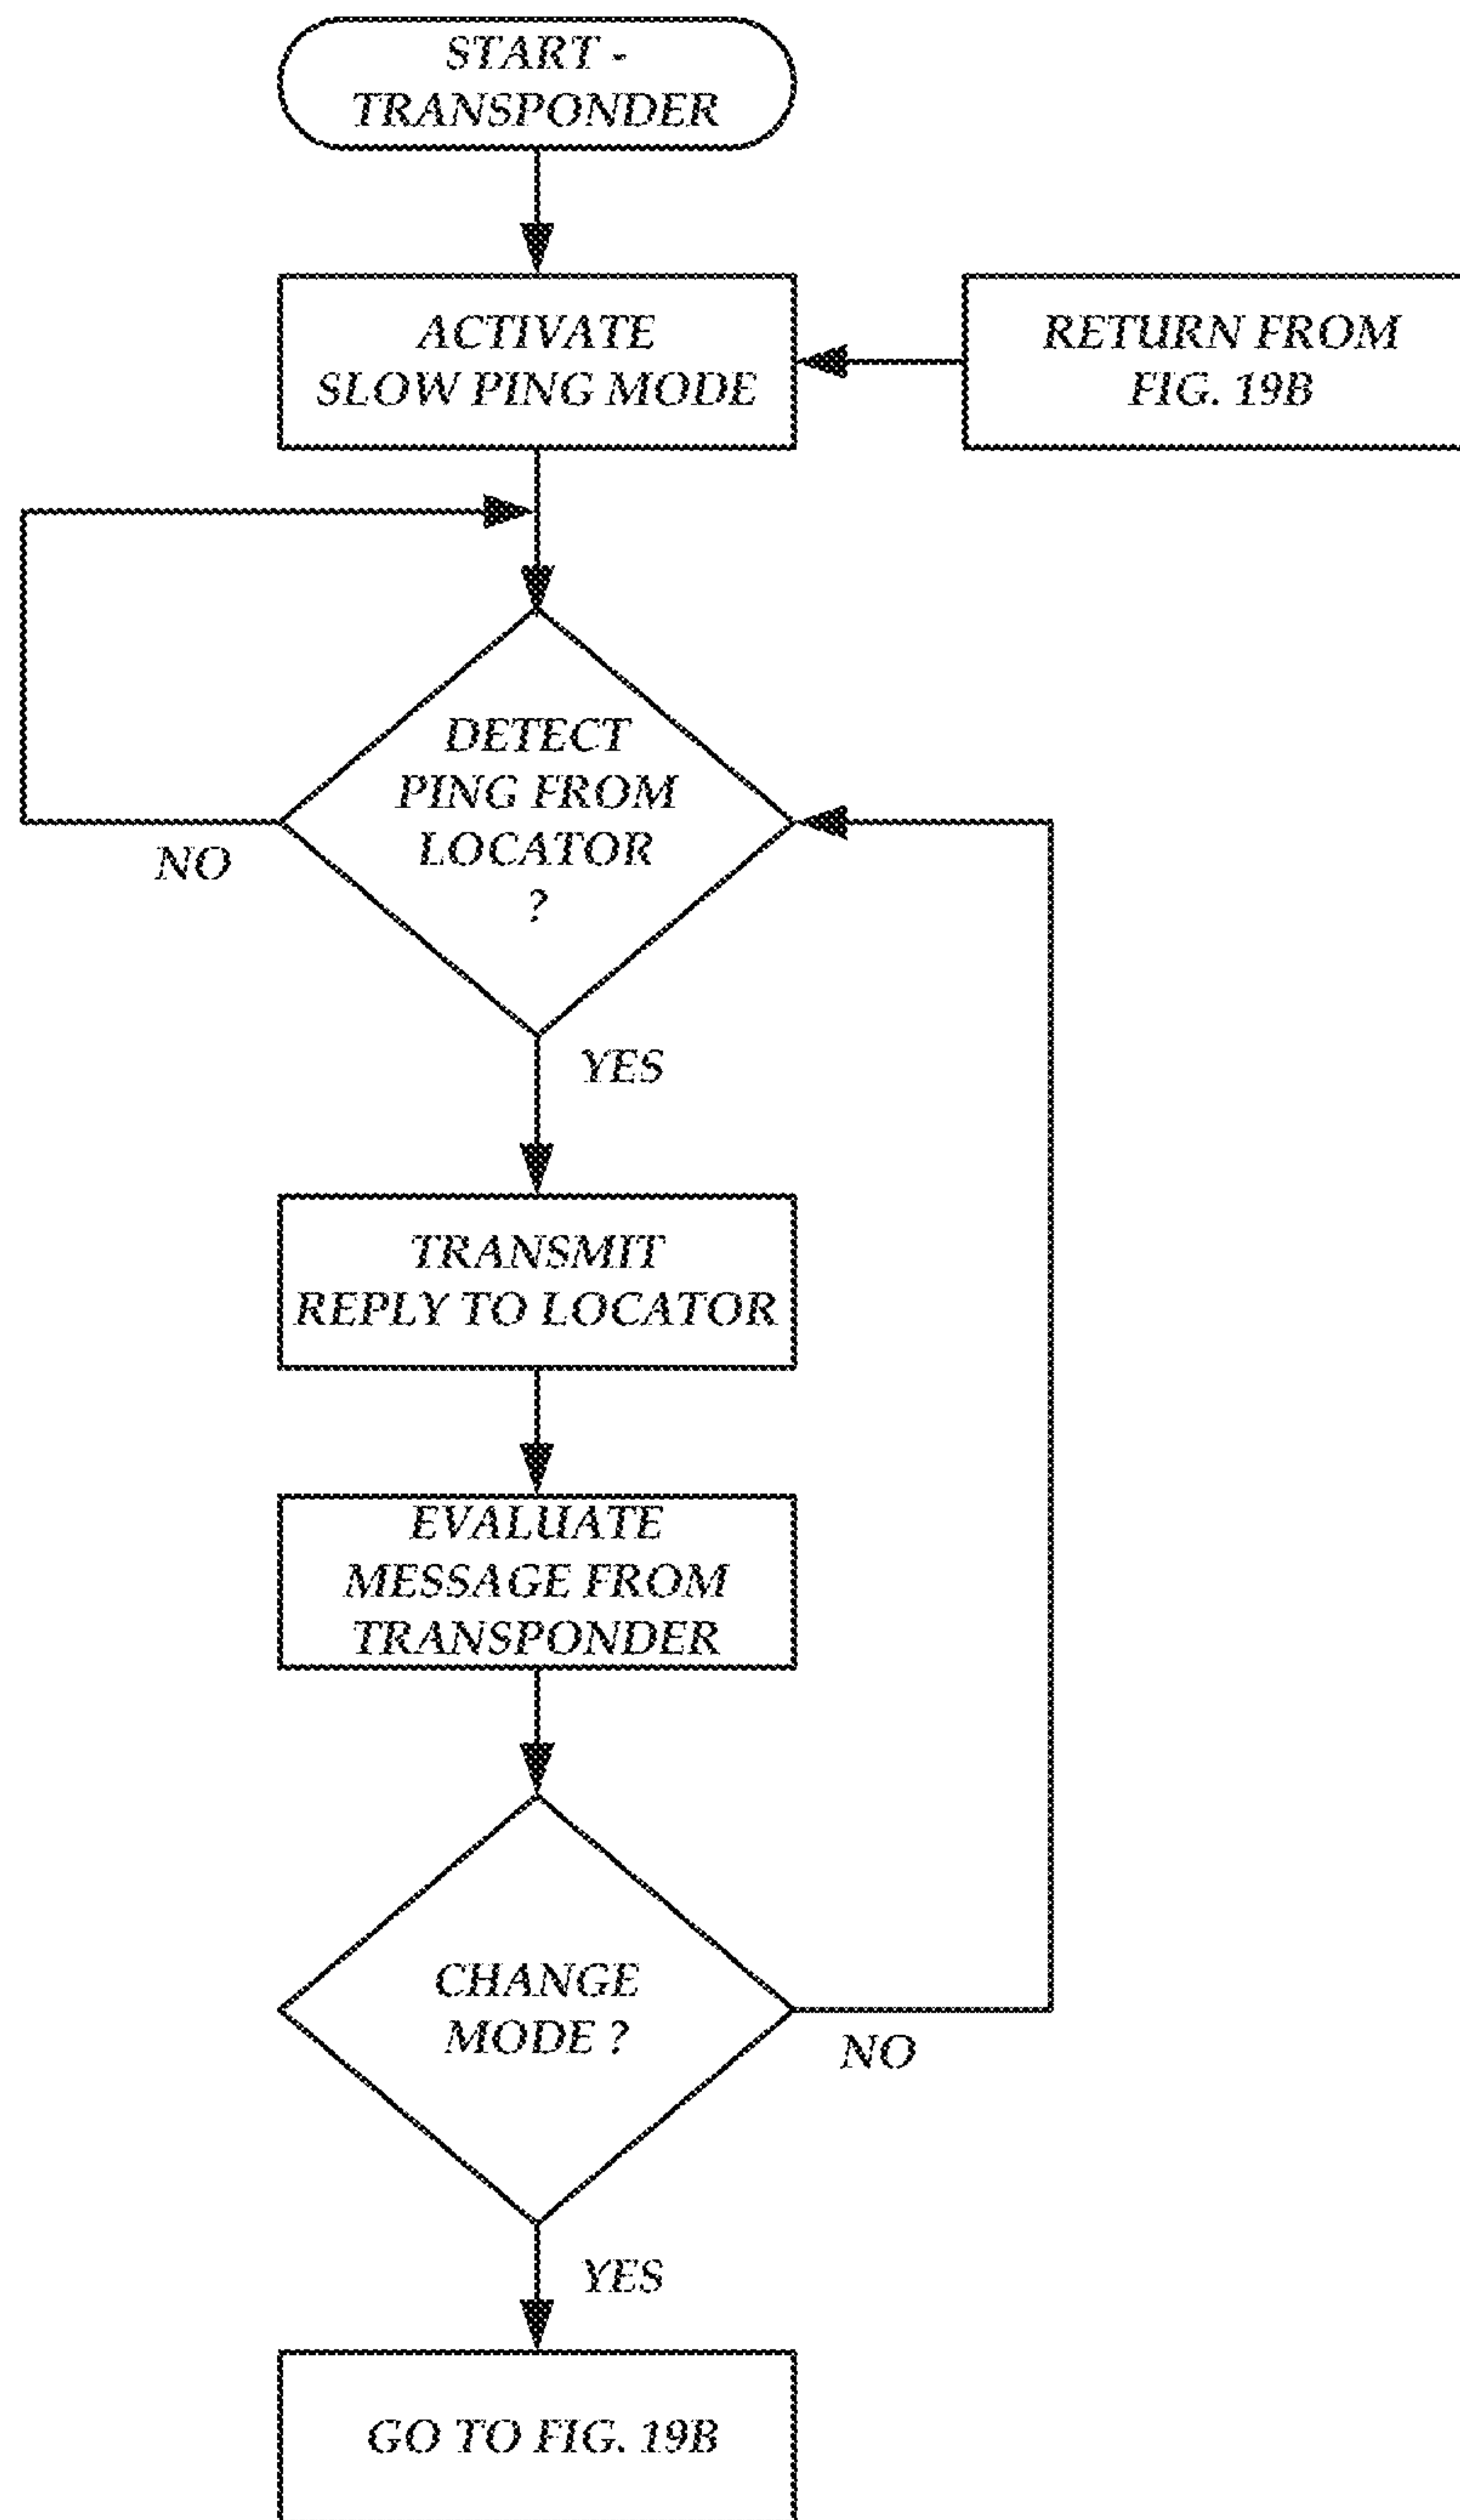 START -
TRANSPONDER
ACTIVATE
SLOW PING MODE
RETURN FROM
FIG. 19B
DETECT
PING FROM
LOCATOR
?
NO
YES
TRANSMIT
REPLY TO LOCATOR
EVALUATE
MESSAGE FROM
TRANSPONDER
CHANGE
MODE ?
NO
YES
GO TO FIG. 19B